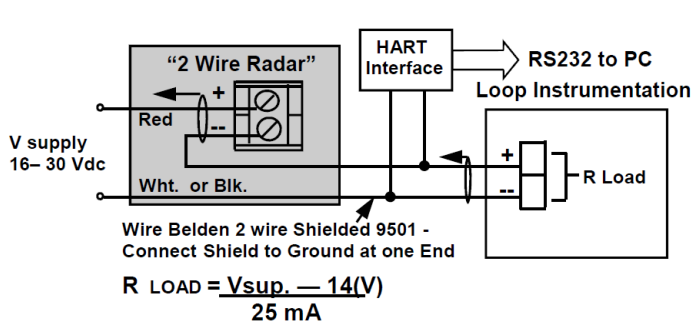 "2 Wire Radar"
HART
Interface
RS232 to PC
Loop Instrumentation
+
Red
--
V supply
16– 30 Vdc
+
R Load
--
Wht. or Blk.
Wire Belden 2 wire Shielded 9501 -
Connect Shield to Ground at one End
R LOAD = Vsup. — 14(V)
25 mA